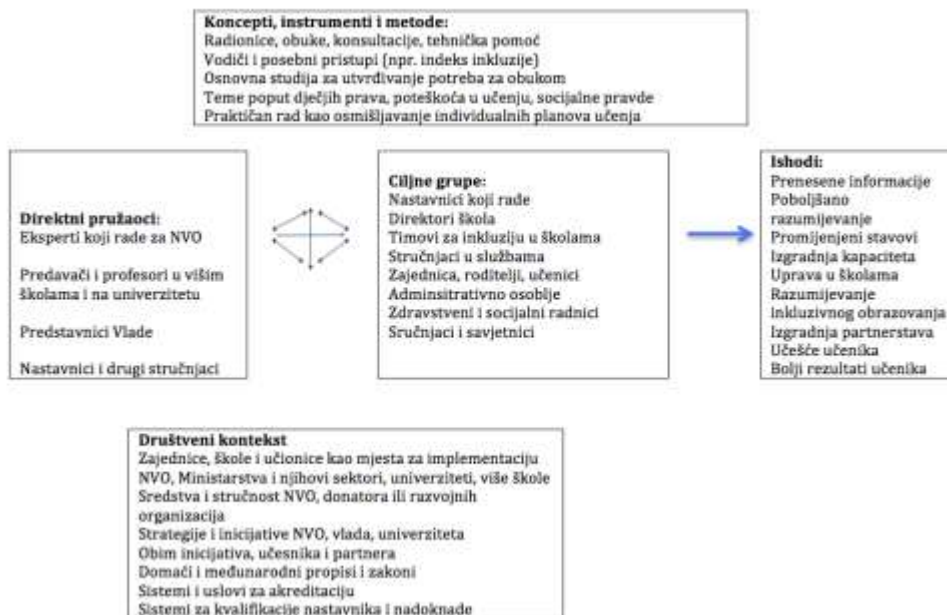 Koncepti, instrumenti i metode:
Radionice, obuke, konsultacije, tehnička pomoć
Vodiči i posebni pristupi (npr. indeks inkluzije)
Osnovna studija za utvrđivanje potreba za obukom
Teme poput dječjih prava, poteškoća u učenju, socijalne pravde
Praktičan rad kao osmišljavanje individualnih planova učenja
Direktni pružaoci:
Eksperti koji rade za NVO
Predavači i profesori u višim
školama i na univerzitetu
Predstavnici Vlade
Nastavnici i drugi stručnjaci
Ciljne grupe:
Nastavnici koji rade
Direktori škola
Timovi za inkluziju u školama
Stručnjaci u službama
Zajednica, roditelji, učenici
Adminsitrativno osoblje
Zdravstveni i socijalni radnici
Sručnjaci i savjetnici
Ishodi:
Prenesene informacije
Poboljšano
razumijevanje
Promijenjeni stavovi
Izgradnja kapaciteta
Uprava u školama
Razumijevanje
inkluzivnog obrazovanja
Izgradnja partnerstava
Učešće učenika
Bolji rezultati učenika
Društveni kontekst
Zajednice, škole i učionice kao mjesta za implementaciju
NVO, Ministarstva i njihovi sektori, univerziteti, više škole
Sredstva i stručnost NVO, donatora ili razvojnih
organizacija
Strategije i inicijative NVO, vlada, univerziteta
Obim inicijativa, učesnika i partnera
Domaći i međunarodni propisi i zakoni
Sistemi i uslovi za akreditaciju
Sistemi za kvalifikacije nastavnika i nadoknade